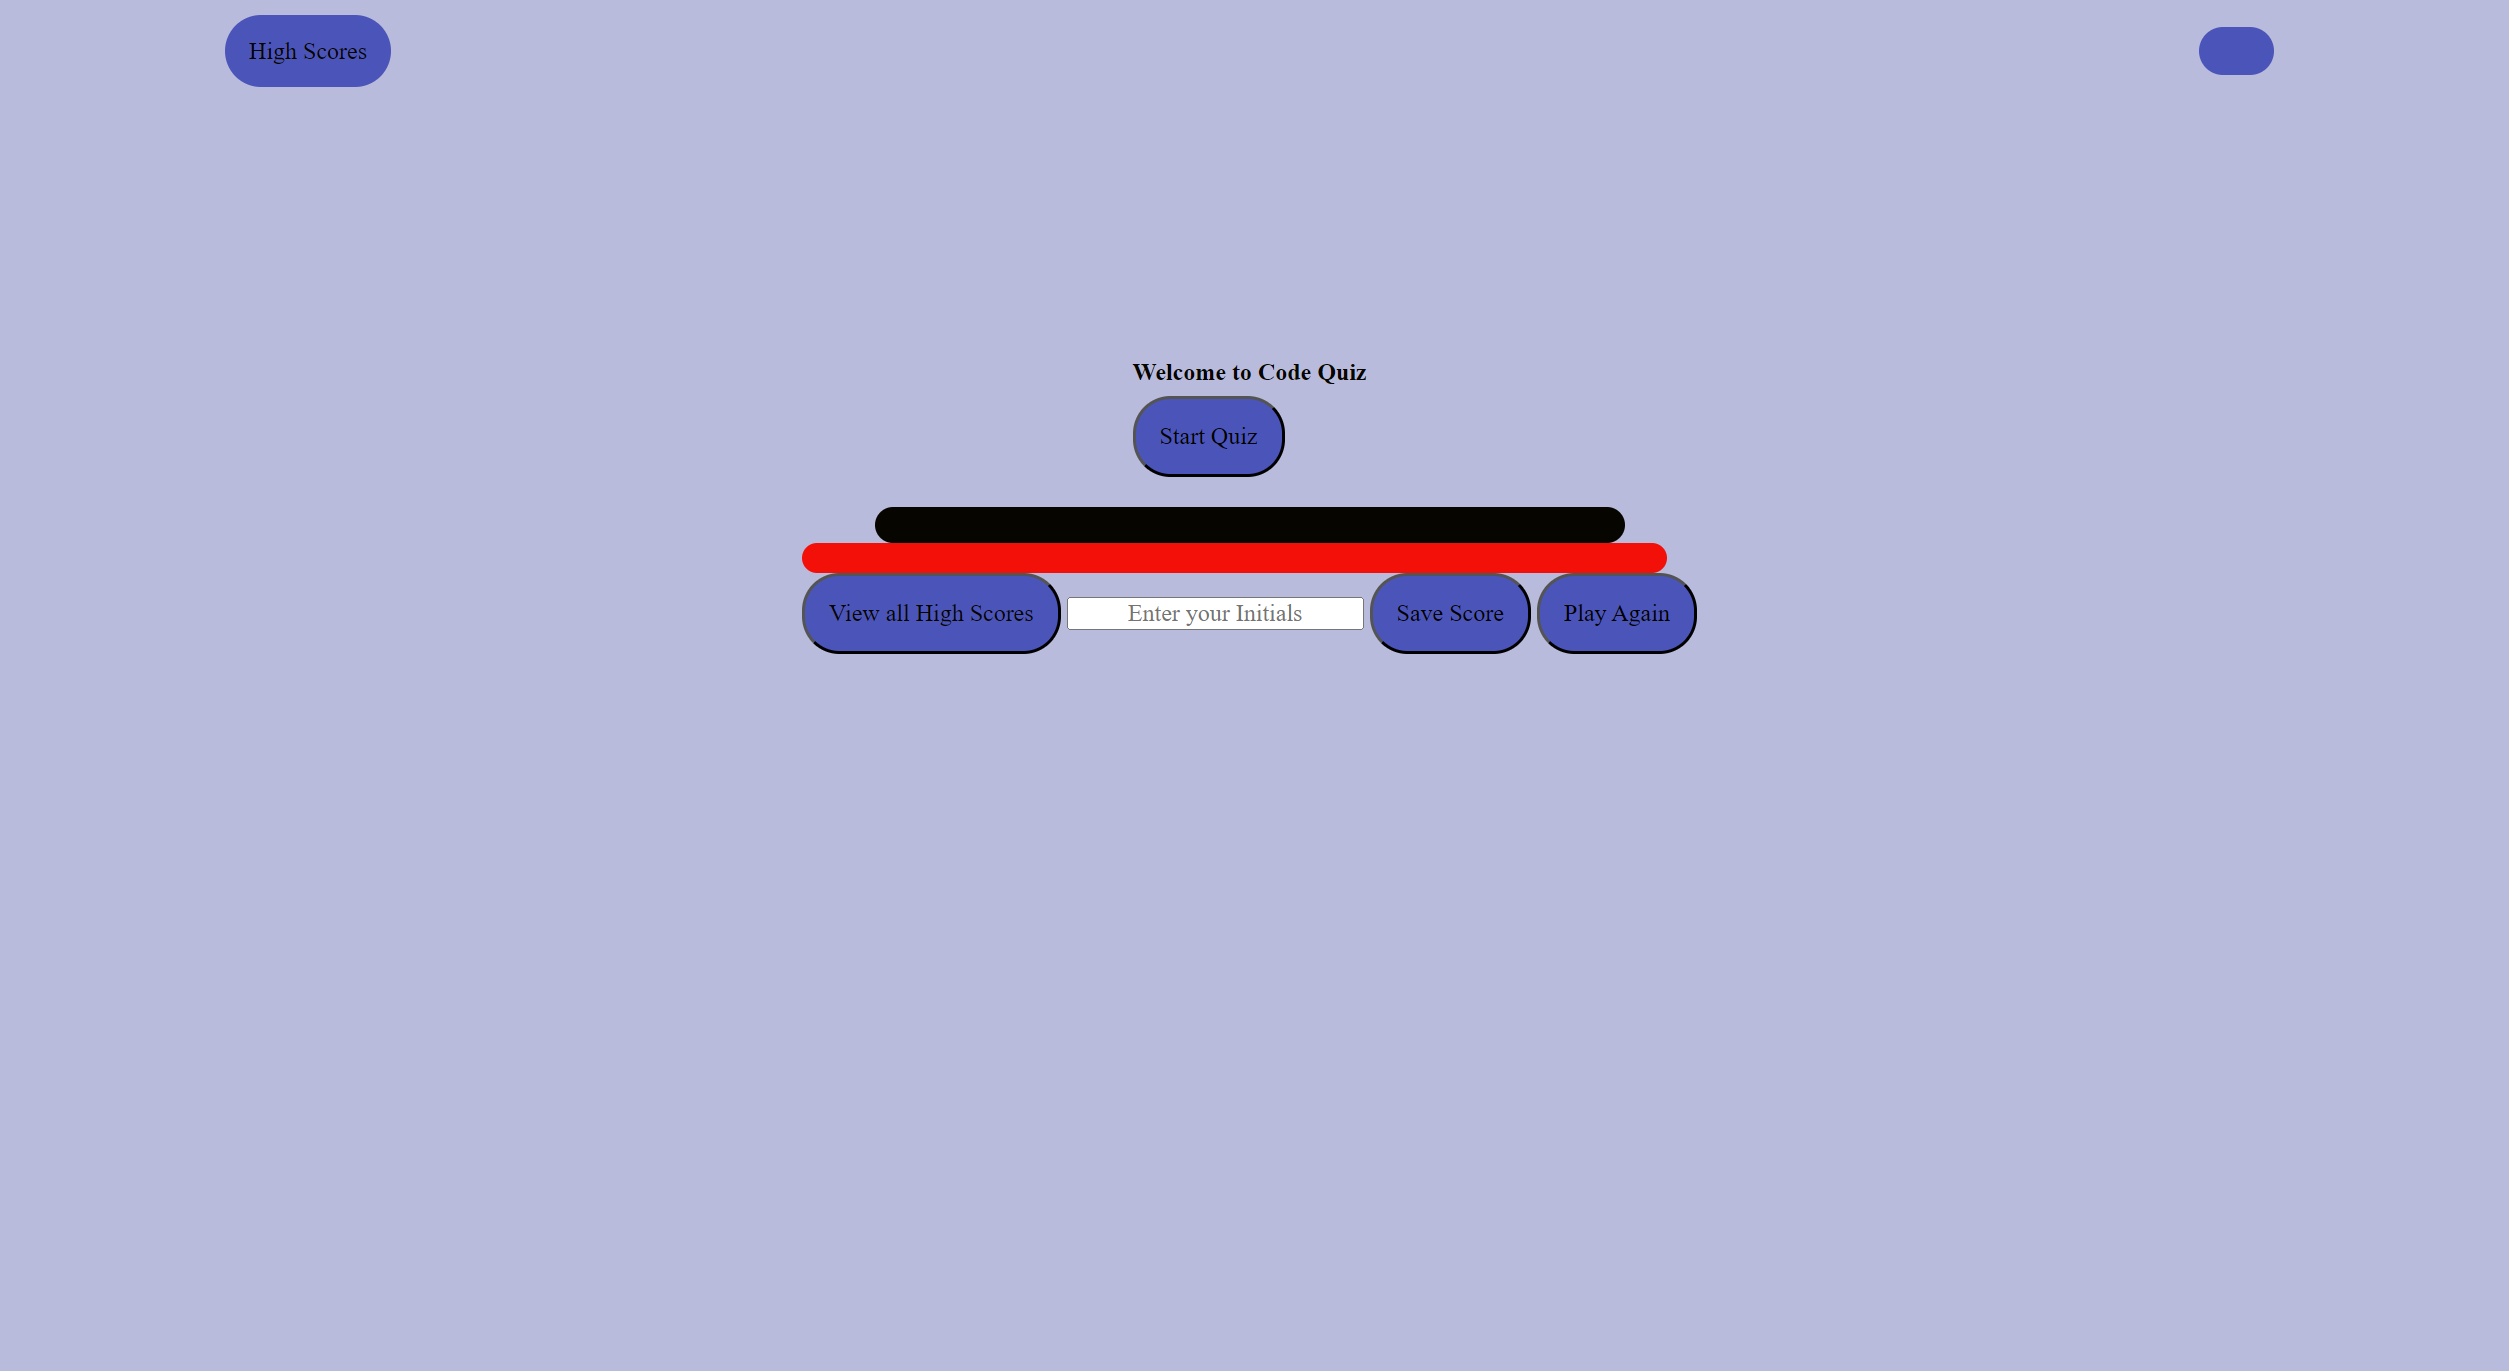 High Scores
Welcome to Code Quiz
Start Quiz
View all High Scores Enter your Initials Save Score Play Again